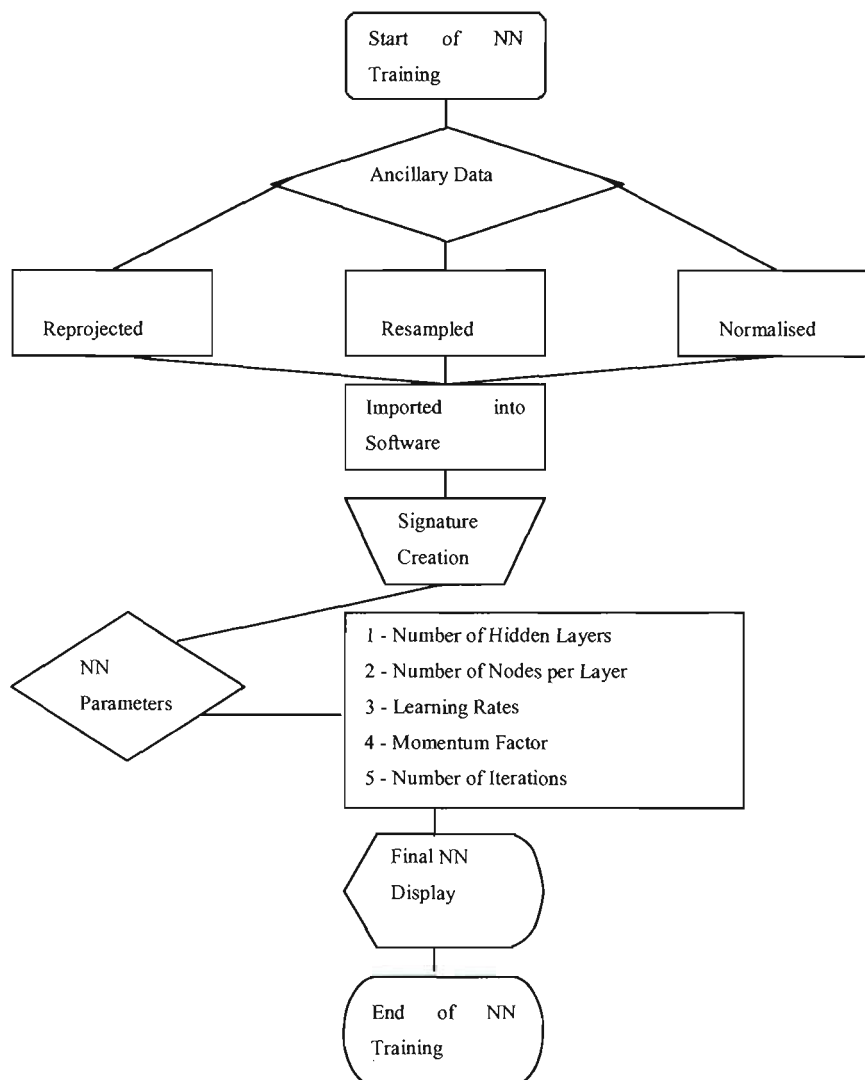 Start of NN
Training
Ancillary Data
Reprojected
Resampled
Normalised
Imported into
Software
Signature
Creation
NN
Parameters
1 - Number of Hidden Layers
2 - Number of Nodes per Layer
3 - Learning Rates
4 - Momentum Factor
5 - Number of Iterations
Final NN
Display
End of NN
Training